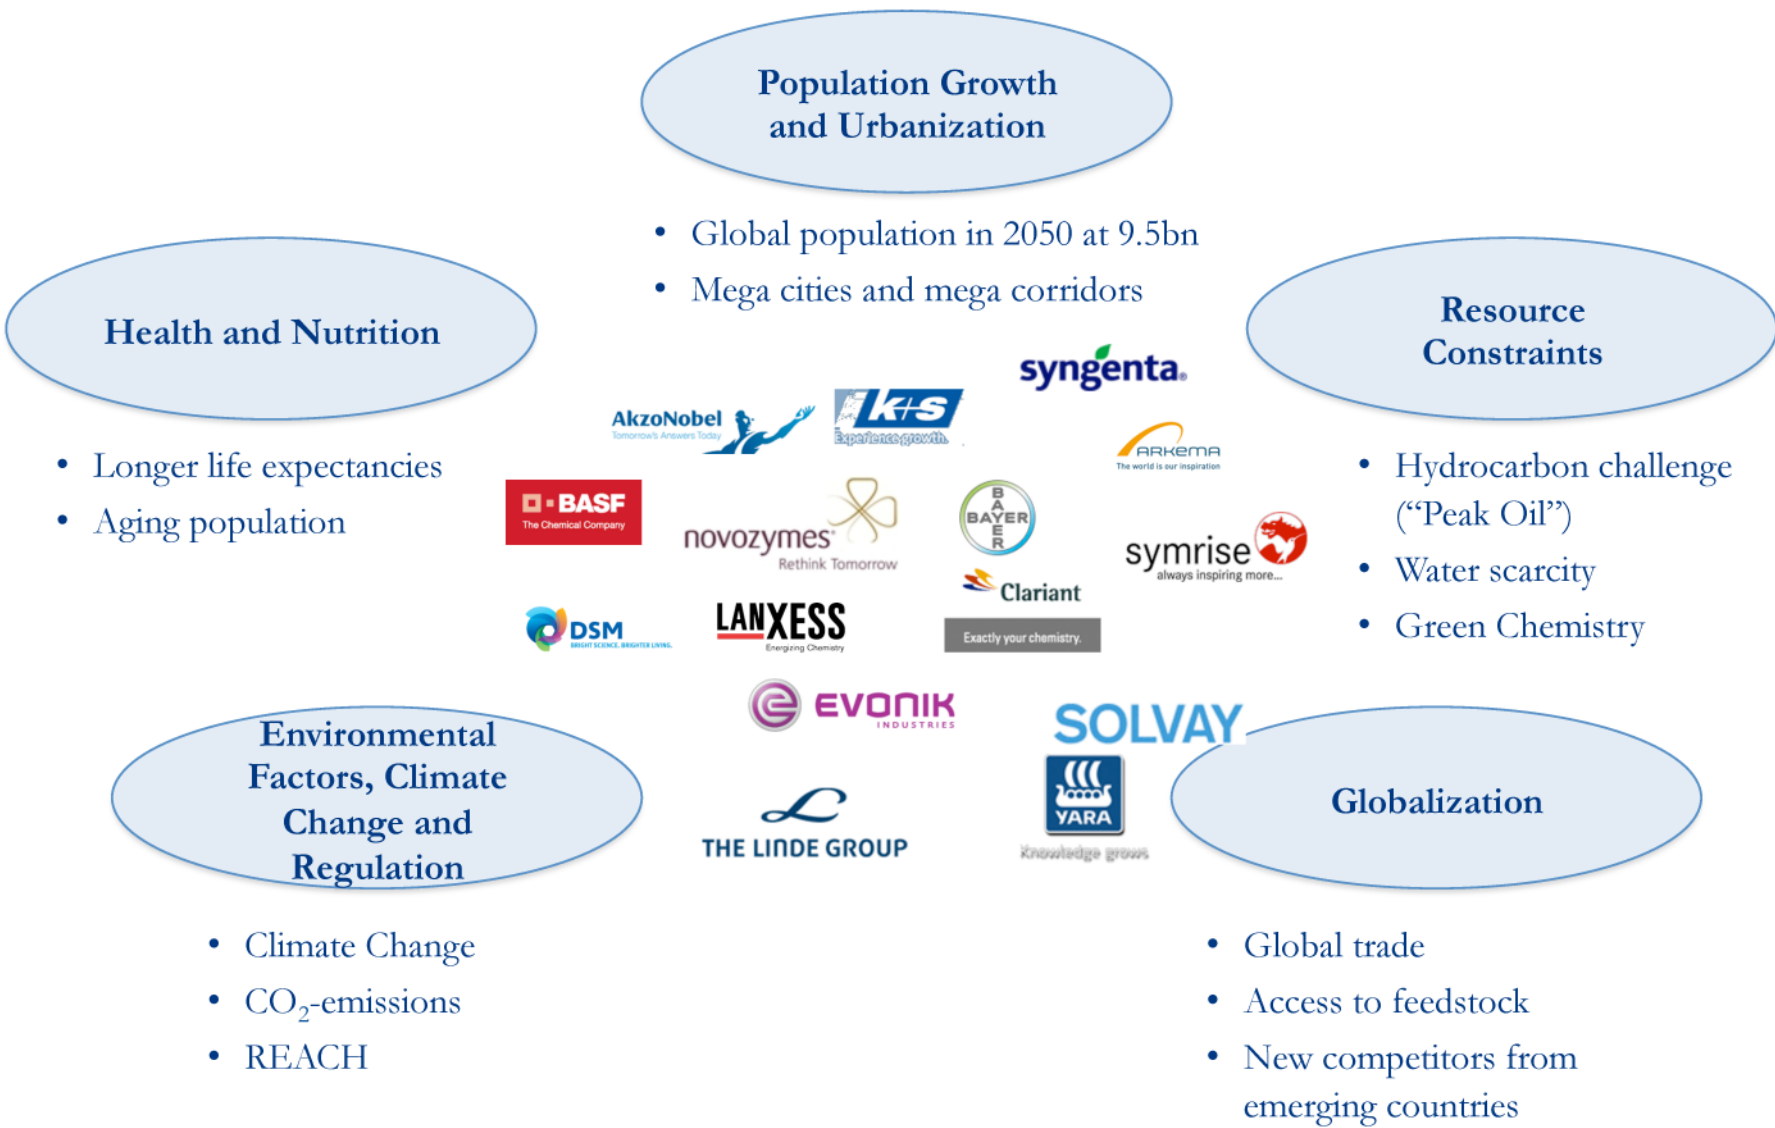 Population Growth
and Urbanization
• Global population in 2050 at 9.5bn
• Mega cities and mega corridors
Health and Nutrition
• Longer life expectancies
• Aging population
Resource
Constraints
• Hydrocarbon challenge
(“Peak Oil”)
• Water scarcity
• Green Chemistry
syngenta®
AkzoNobel
Tomorrow's Answers Today
k+s
Experience growth.
ARKEMA
The world is our inspiration
BASF
The Chemical Company
novozymes®
Rethink Tomorrow
BAYER
BAYER
symrise
always inspiring more...
Clariant
Exactly your chemistry.
DSM
BRIGHT SCIENCE. BRIGHTER LIVING.
LANXESS
Energizing Chemistry
EVONIK
INDUSTRIES
SOLVAY
THE LINDE GROUP
YARA
Knowledge grows
Environmental
Factors, Climate
Change and
Regulation
• Climate Change
• CO₂-emissions
• REACH
Globalization
• Global trade
• Access to feedstock
• New competitors from
emerging countries